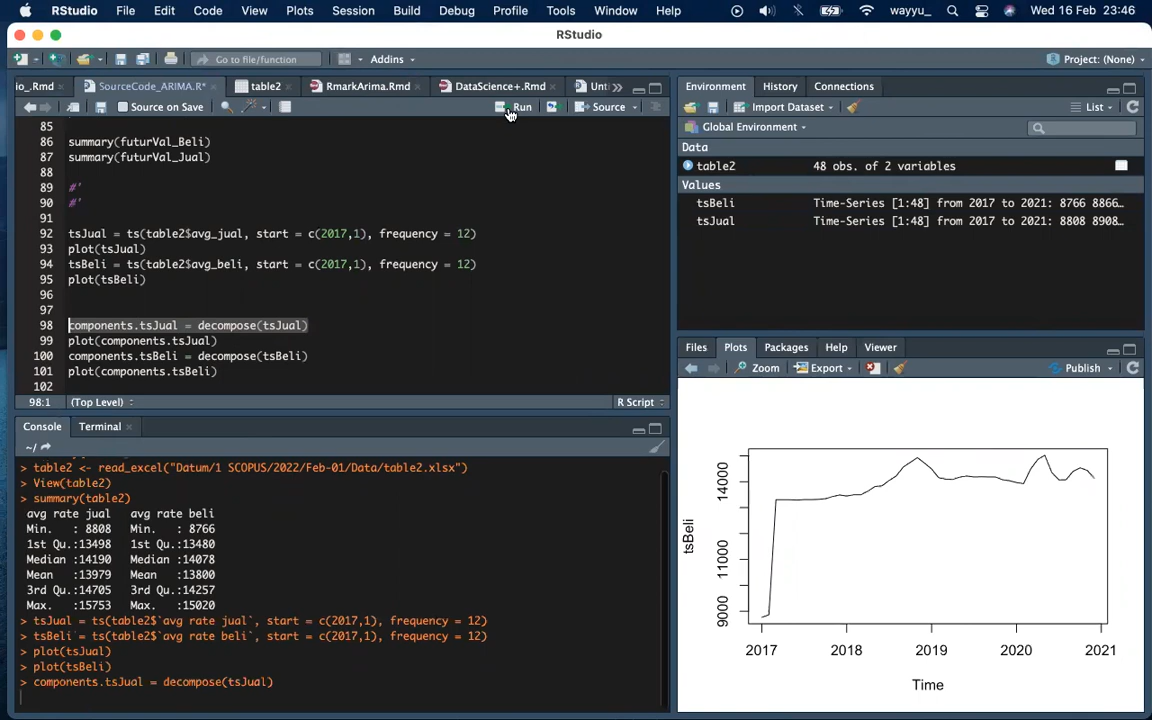 RStudio File Edit Code View Plots Session Build Debug Profile Tools Window Help wayyu_ Wed 16 Feb 23:46
RStudio
Go to file/function Addins Project: (None)
io_.Rmd SourceCode_ARIMA.R* table2 RmarkArima.Rmd DataScience+.Rmd Unt
Source on Save Run Source
85
86 summary(futurVal_Beli)
87 summary(futurVal_Jual)
88
89 #'
90 #'
91
92 tsJual = ts(table2$avg_jual, start = c(2017,1), frequency = 12)
93 plot(tsJual)
94 tsBeli = ts(table2$avg_beli, start = c(2017,1), frequency = 12)
95 plot(tsBeli)
96
97
98 components.tsJual = decompose(tsJual)
99 plot(components.tsJual)
100 components.tsBeli = decompose(tsBeli)
101 plot(components.tsBeli)
102
98:1 (Top Level) R Script
Console Terminal
~/
> table2 <- read_excel("Datum/1 SCOPUS/2022/Feb-01/Data/table2.xlsx")
> View(table2)
> summary(table2)
avg rate jual avg rate beli
Min. : 8808 Min. : 8766
1st Qu.:13498 1st Qu.:13480
Median :14190 Median :14078
Mean :13979 Mean :13800
3rd Qu.:14705 3rd Qu.:14257
Max. :15753 Max. :15020
> tsJual = ts(table2$`avg rate jual`, start = c(2017,1), frequency = 12)
> tsBeli = ts(table2$`avg rate beli`, start = c(2017,1), frequency = 12)
> plot(tsJual)
> plot(tsBeli)
> components.tsJual = decompose(tsJual)
Environment History Connections
Import Dataset List
Global Environment
Data
table2 48 obs. of 2 variables
Values
tsBeli Time-Series [1:48] from 2017 to 2021: 8766 8866…
tsJual Time-Series [1:48] from 2017 to 2021: 8808 8908…
Files Plots Packages Help Viewer
Zoom Export Publish
tsBeli
14000
11000
9000
2017 2018 2019 2020 2021
Time